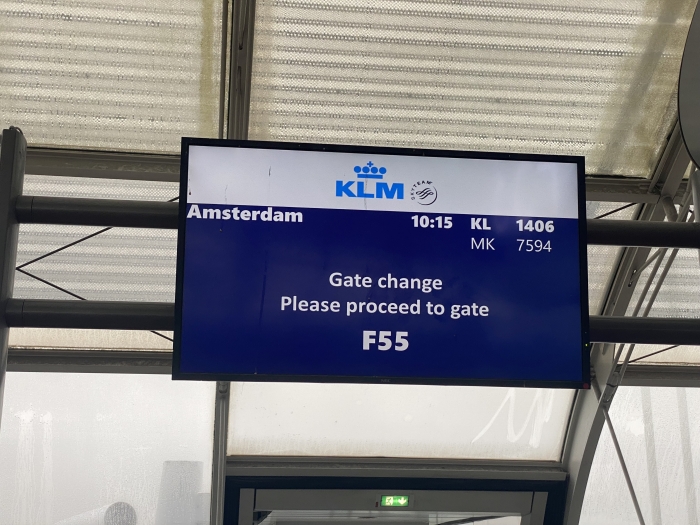 KLM SKYTEAM
Amsterdam 10:15 KL 1406
MK 7594
Gate change
Please proceed to gate
F55